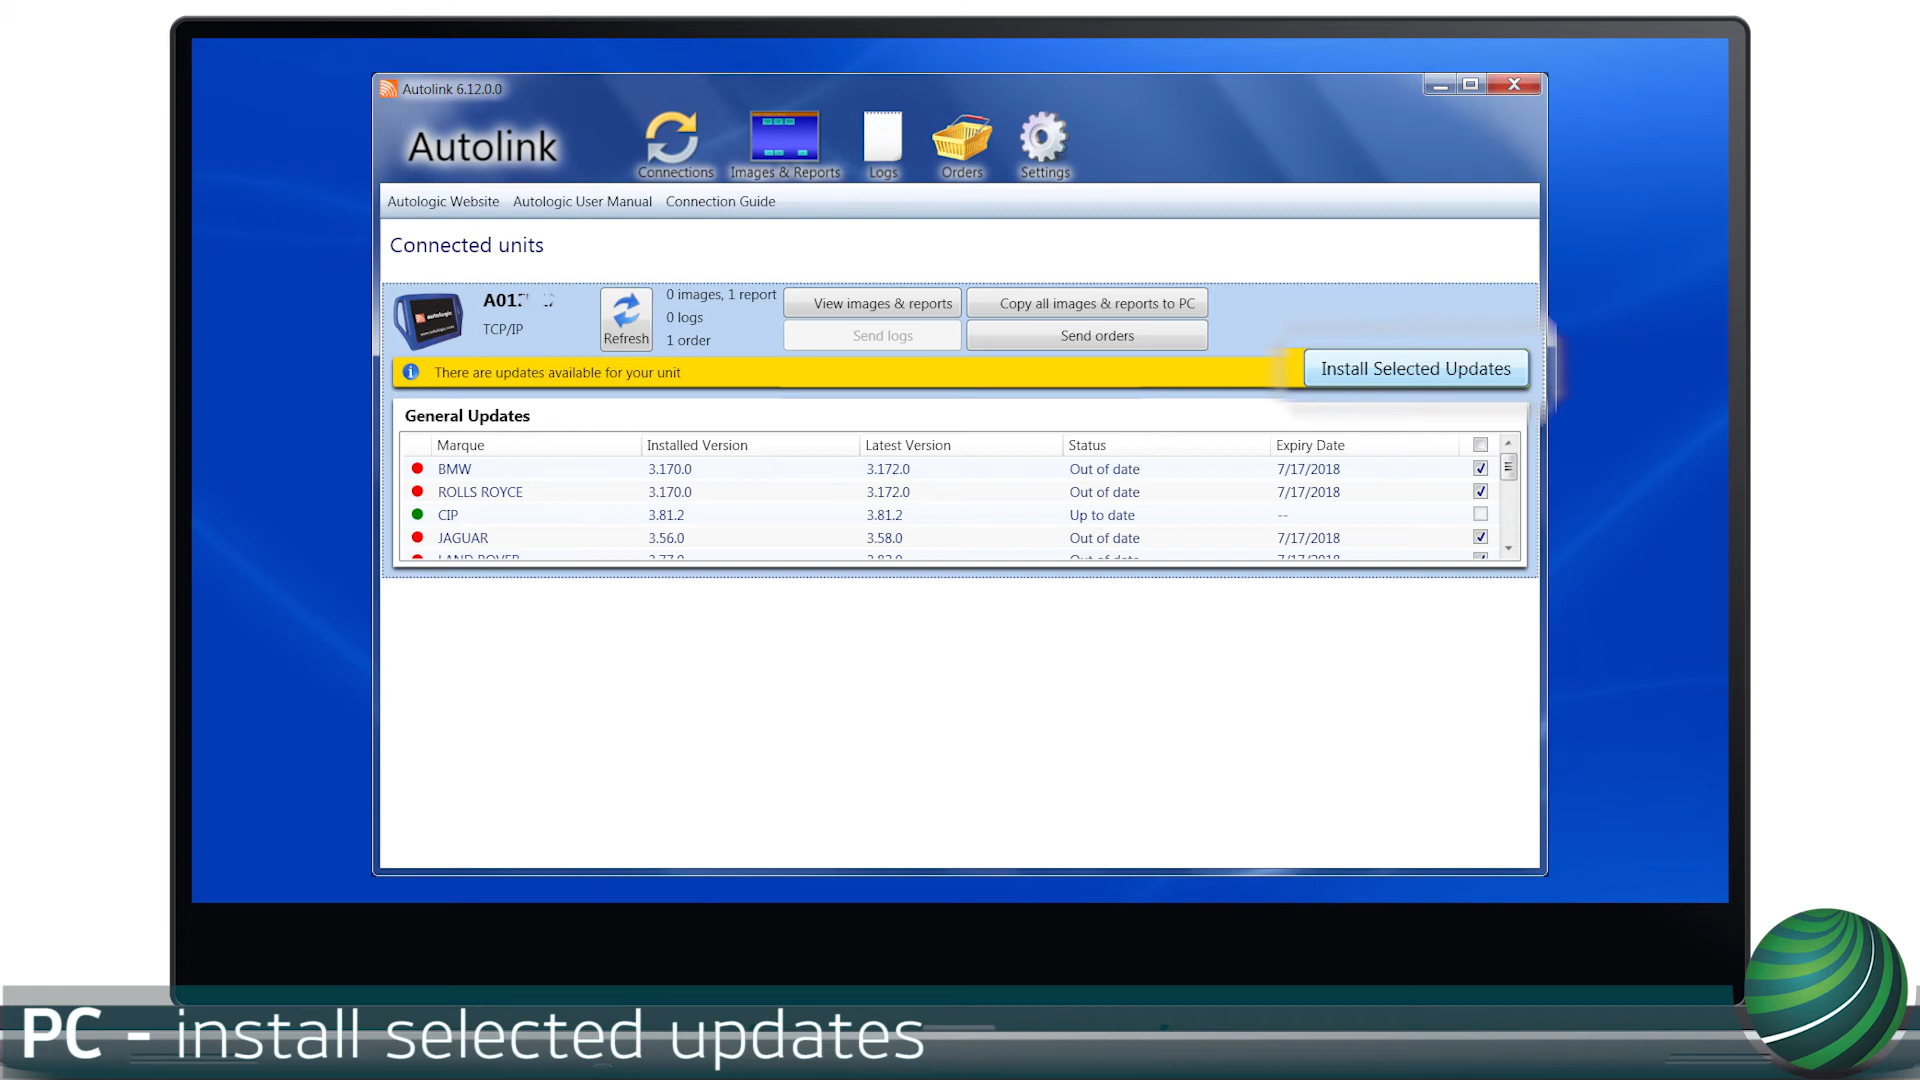 Autolink 6.12.0.0
Autolink
Connections Images & Reports Logs Orders Settings
Autologic Website Autologic User Manual Connection Guide
Connected units
TCP/IP
Refresh
0 images, 1 report
0 logs
1 order
View images & reports Copy all images & reports to PC
Send logs Send orders
There are updates available for your unit
Install Selected Updates
General Updates
Marque Installed Version Latest Version Status Expiry Date
BMW 3.170.0 3.172.0 Out of date 7/17/2018
ROLLS ROYCE 3.170.0 3.172.0 Out of date 7/17/2018
CIP 3.81.2 3.81.2 Up to date --
JAGUAR 3.56.0 3.58.0 Out of date 7/17/2018
PC - install selected updates